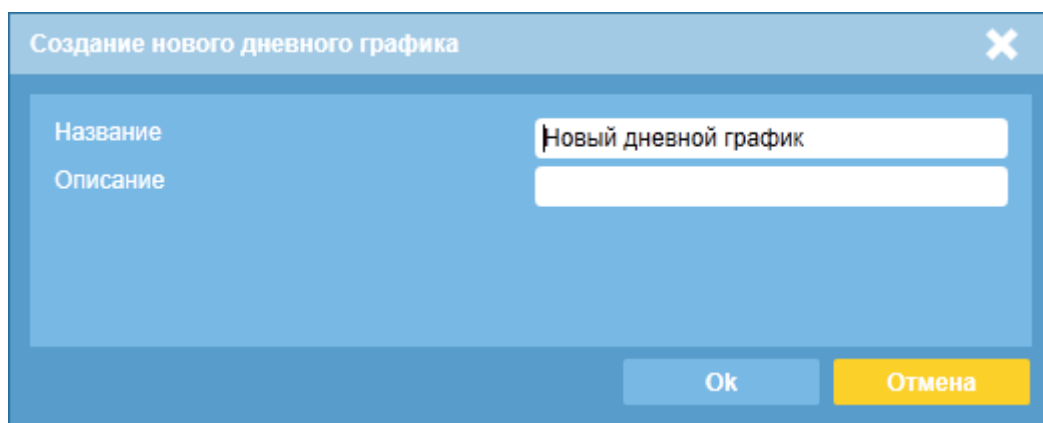 Создание нового дневного графика
Название
Новый дневной график
Описание
Ok
Отмена